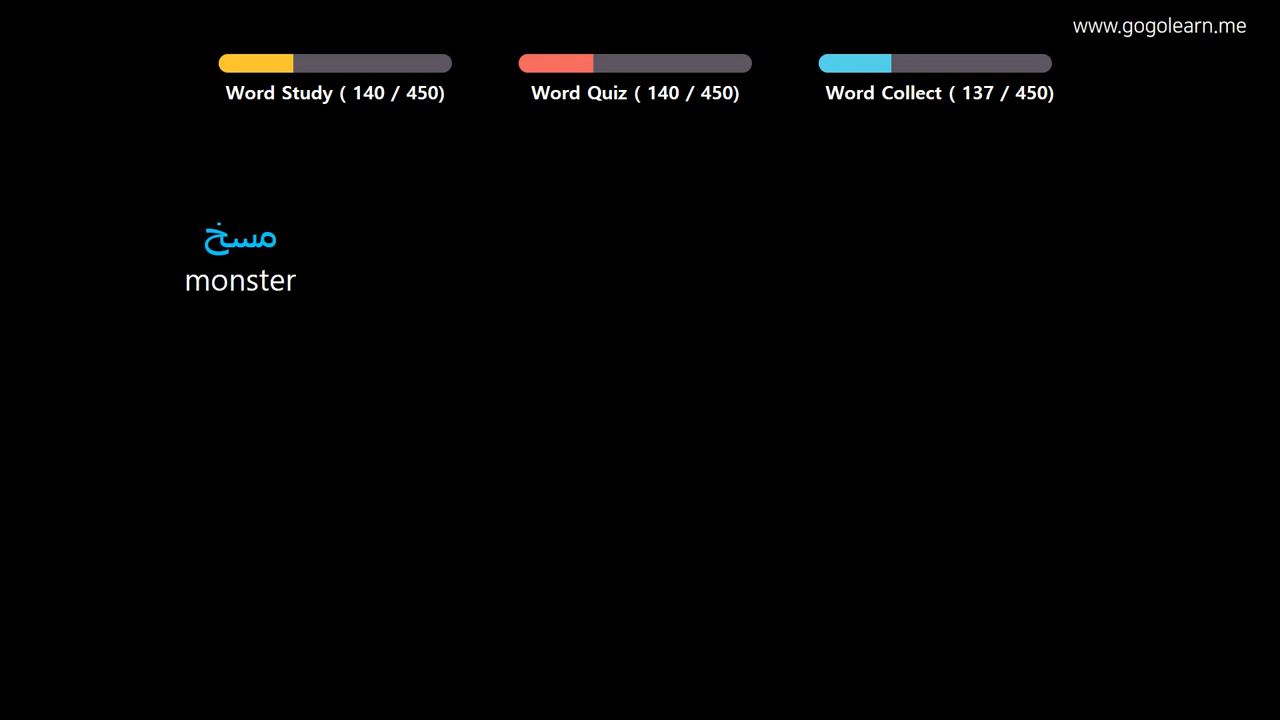 www.gogolearn.me
Word Study ( 140 / 450)
Word Quiz ( 140 / 450)
Word Collect ( 137 / 450)
مسخ
monster